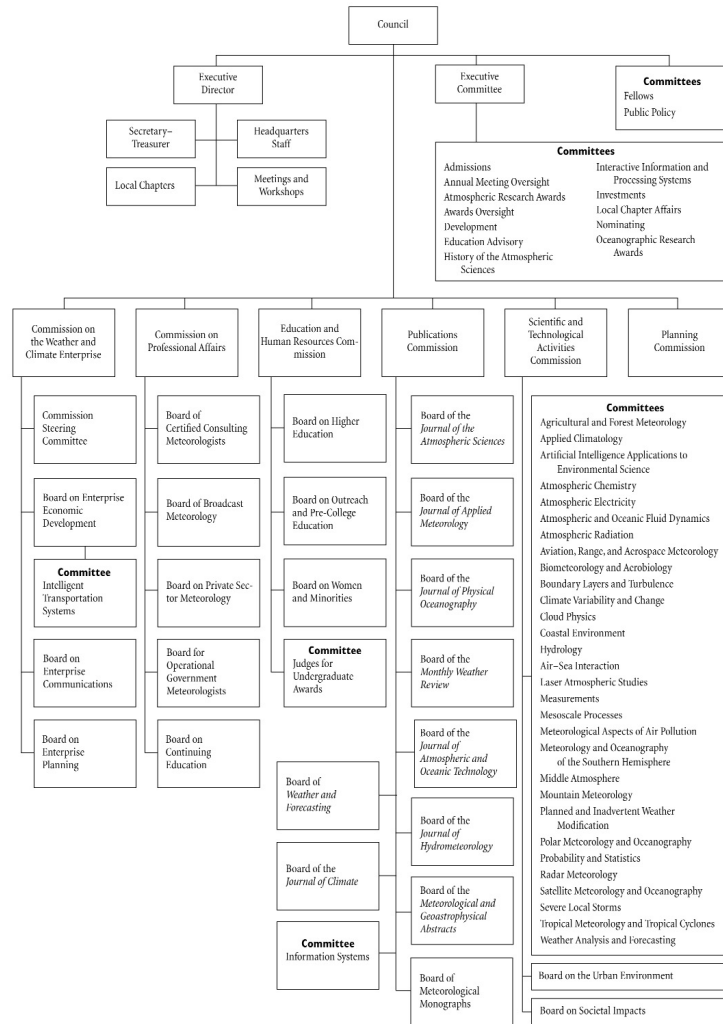 Council
Executive
Director
Executive
Committee
Committees
Fellows
Public Policy
Secretary–
Treasurer
Headquarters
Staff
Local Chapters
Meetings and
Workshops
Committees
Admissions
Annual Meeting Oversight
Atmospheric Research Awards
Awards Oversight
Development
Education Advisory
History of the Atmospheric
Sciences
Interactive Information and
Processing Systems
Investments
Local Chapter Affairs
Nominating
Oceanographic Research
Awards
Commission on
the Weather and
Climate Enterprise
Commission on
Professional Affairs
Education and
Human Resources Com-
mission
Publications
Commission
Scientific and
Technological
Activities
Commission
Planning
Commission
Commission
Steering
Committee
Board on Enterprise
Economic
Development
Committee
Intelligent
Transportation
Systems
Board on
Enterprise
Communications
Board on
Enterprise
Planning
Board of
Certified Consulting
Meteorologists
Board of Broadcast
Meteorology
Board on Private Sec-
tor Meteorology
Board for
Operational
Government
Meteorologists
Board on
Continuing
Education
Board on Higher
Education
Board on Outreach
and Pre-College
Education
Board on Women
and Minorities
Committee
Judges for
Undergraduate
Awards
Board of
Weather and
Forecasting
Board of the
Journal of Climate
Committee
Information Systems
Board of the
Journal of the
Atmospheric Sciences
Board of the
Journal of Applied
Meteorology
Board of the
Journal of Physical
Oceanography
Board of the
Monthly Weather
Review
Board of the
Journal of
Atmospheric and
Oceanic Technology
Board of the
Journal of
Hydrometeorology
Board of the
Meteorological and
Geoastrophysical
Abstracts
Board of
Meteorological
Monographs
Committees
Agricultural and Forest Meteorology
Applied Climatology
Artificial Intelligence Applications to
Environmental Science
Atmospheric Chemistry
Atmospheric Electricity
Atmospheric and Oceanic Fluid Dynamics
Atmospheric Radiation
Aviation, Range, and Aerospace Meteorology
Biometeorology and Aerobiology
Boundary Layers and Turbulence
Climate Variability and Change
Cloud Physics
Coastal Environment
Hydrology
Air–Sea Interaction
Laser Atmospheric Studies
Measurements
Mesoscale Processes
Meteorological Aspects of Air Pollution
Meteorology and Oceanography
of the Southern Hemisphere
Middle Atmosphere
Mountain Meteorology
Planned and Inadvertent Weather
Modification
Polar Meteorology and Oceanography
Probability and Statistics
Radar Meteorology
Satellite Meteorology and Oceanography
Severe Local Storms
Tropical Meteorology and Tropical Cyclones
Weather Analysis and Forecasting
Board on the Urban Environment
Board on Societal Impacts